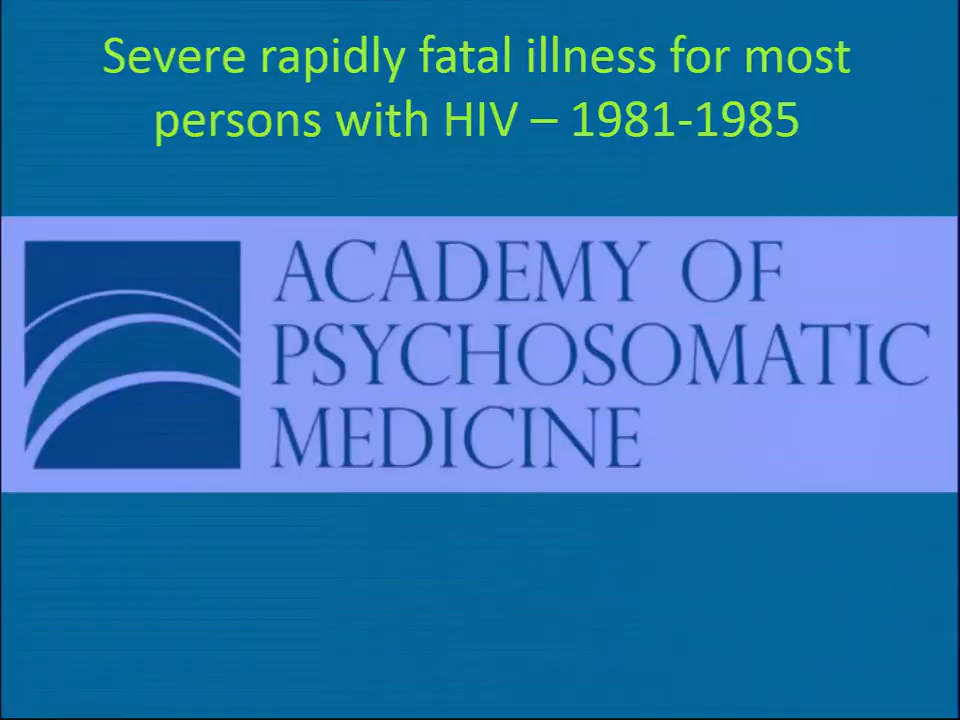 Severe rapidly fatal illness for most
persons with HIV – 1981-1985
ACADEMY OF
PSYCHOSOMATIC
MEDICINE